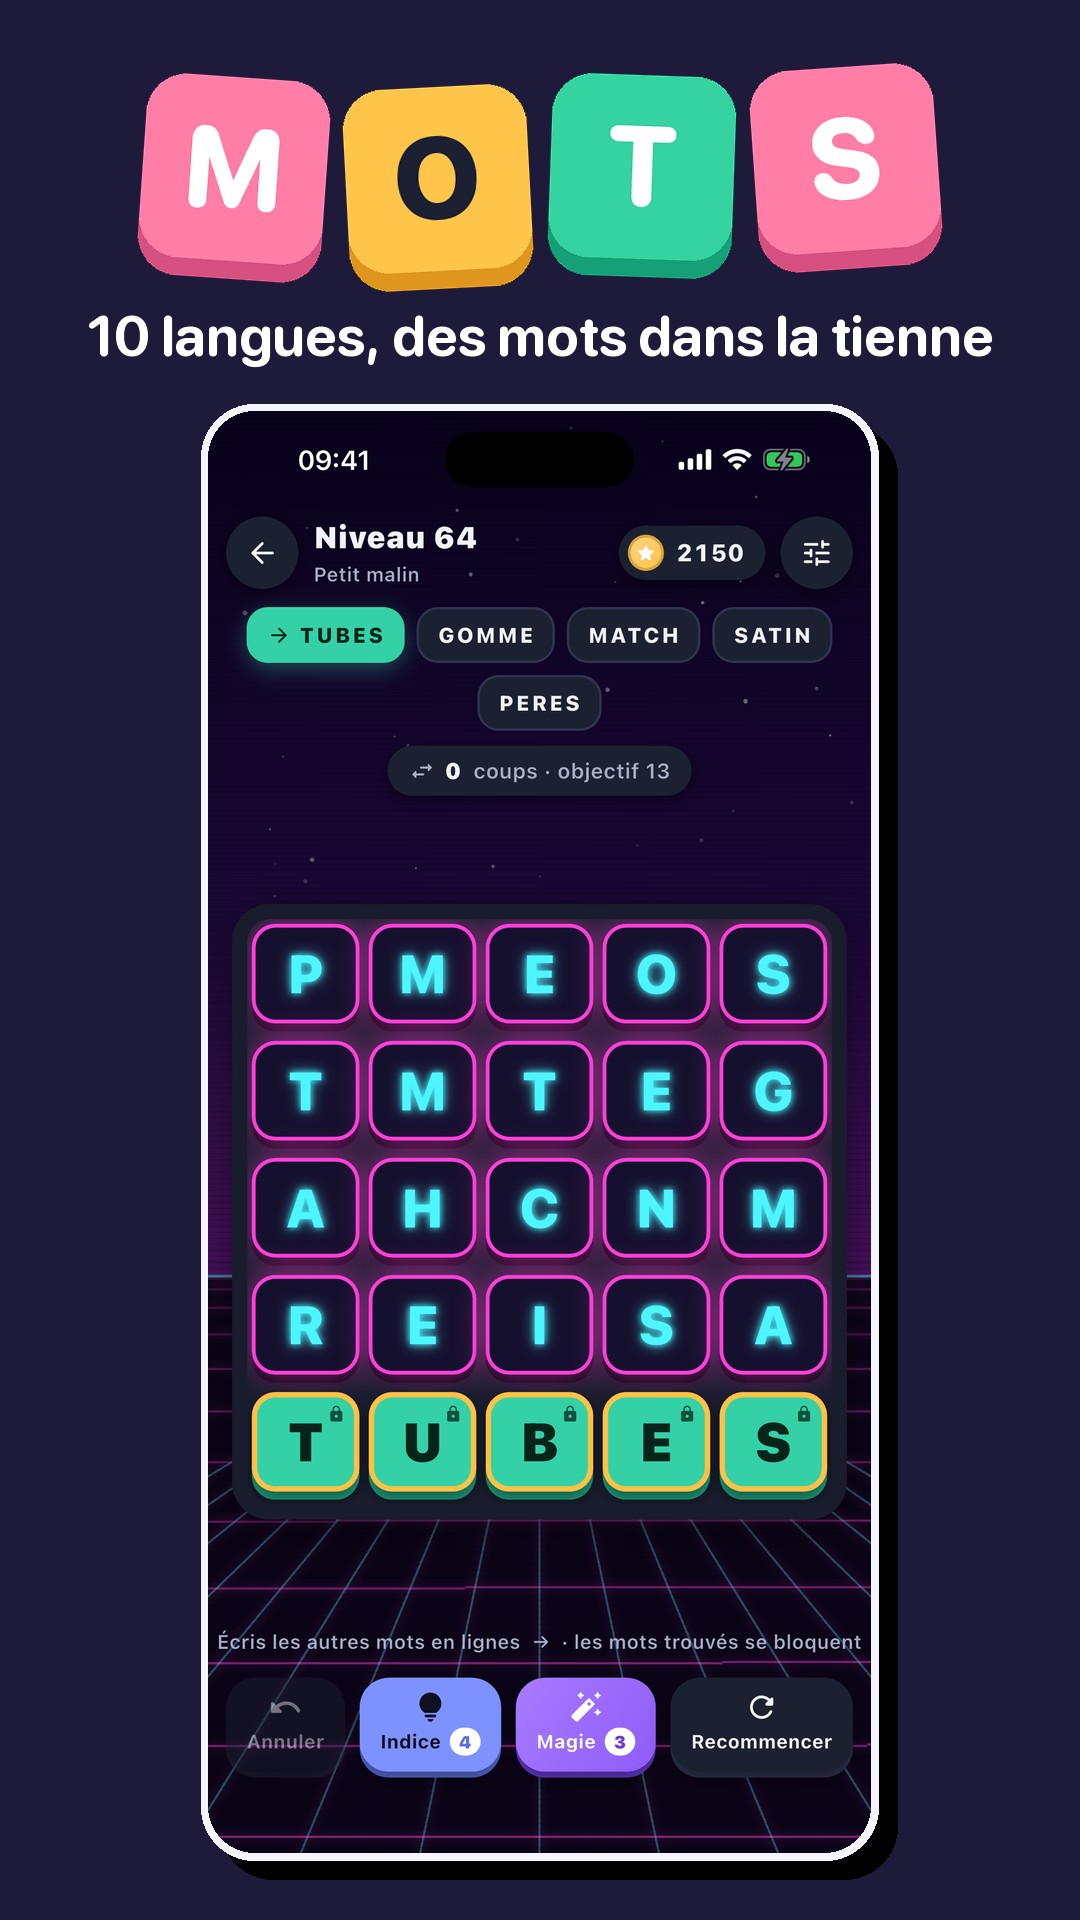 MOTS
10 langues, des mots dans la tienne
09:41
Niveau 64
Petit malin
2150
→ TUBES GOMME MATCH SATIN
PERES
0 coups · objectif 13
P M E O S
T M T E G
A H C N M
R E I S A
T U B E S
Écris les autres mots en lignes → · les mots trouvés se bloquent
Annuler Indice 4 Magie 3 Recommencer